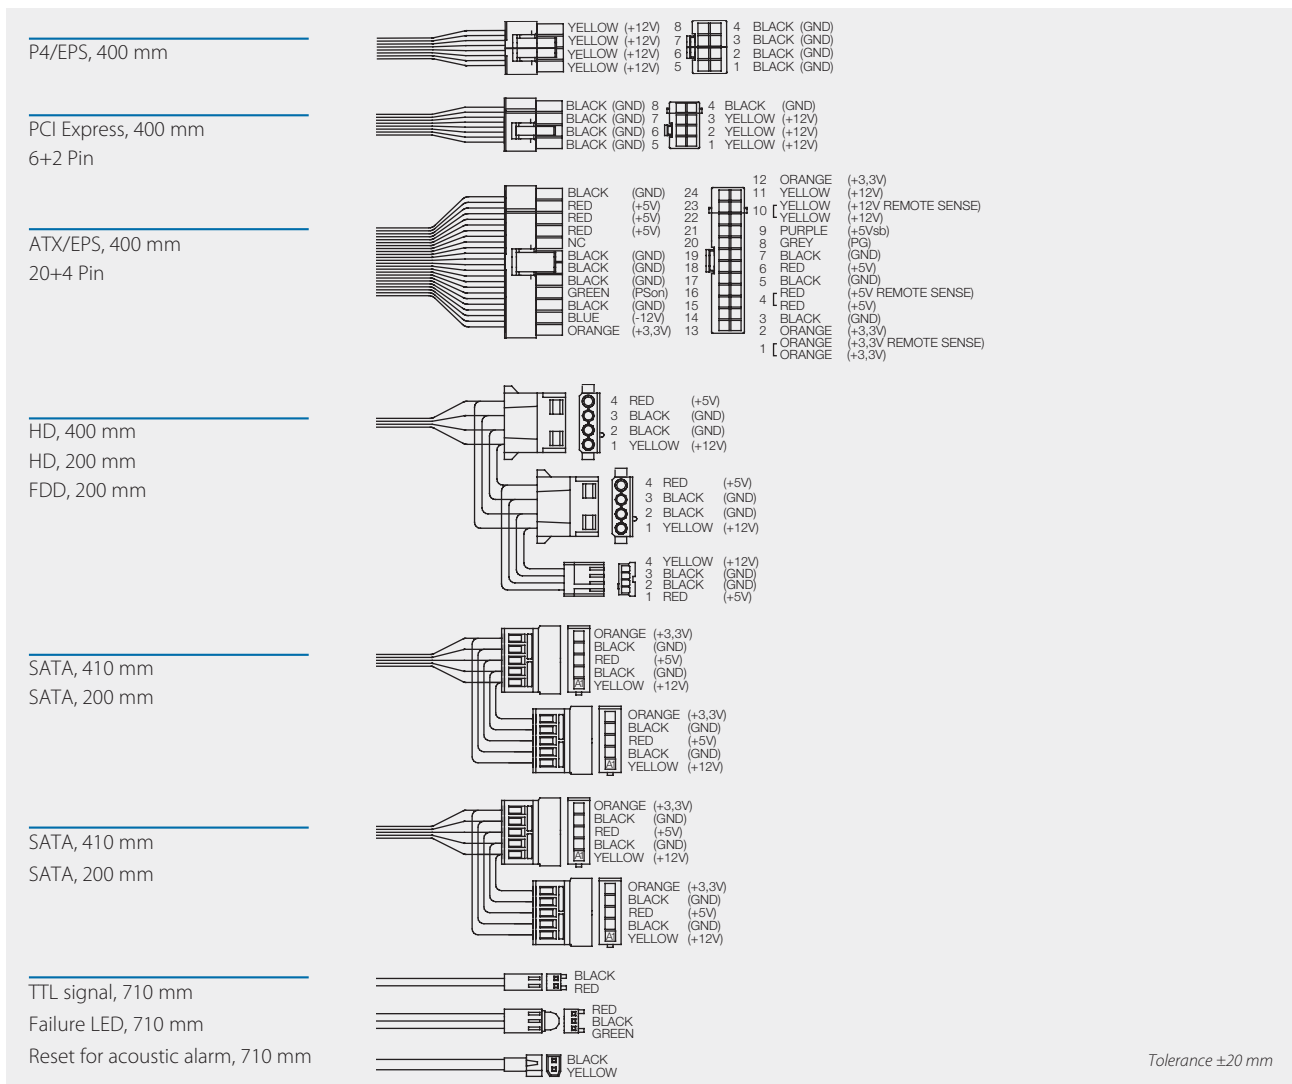 P4/EPS, 400 mm
YELLOW (+12V) 8 4 BLACK (GND)
YELLOW (+12V) 7 3 BLACK (GND)
YELLOW (+12V) 6 2 BLACK (GND)
YELLOW (+12V) 5 1 BLACK (GND)
PCI Express, 400 mm
6+2 Pin
BLACK (GND) 8 4 BLACK (GND)
BLACK (GND) 7 3 YELLOW (+12V)
BLACK (GND) 6 2 YELLOW (+12V)
BLACK (GND) 5 1 YELLOW (+12V)
ATX/EPS, 400 mm
20+4 Pin
BLACK (GND) 24
RED (+5V) 23
RED (+5V) 22
RED (+5V) 21
NC 20
BLACK (GND) 19
BLACK (GND) 18
BLACK (GND) 17
GREEN (PSon) 16
BLACK (GND) 15
BLUE (-12V) 14
ORANGE (+3,3V) 13
12 ORANGE (+3,3V)
11 YELLOW (+12V)
10 [ YELLOW (+12V REMOTE SENSE)
YELLOW (+12V)
9 PURPLE (+5Vsb)
8 GREY (PG)
7 BLACK (GND)
6 RED (+5V)
5 BLACK (GND)
4 [ RED (+5V REMOTE SENSE)
RED (+5V)
3 BLACK (GND)
2 ORANGE (+3,3V)
1 [ ORANGE (+3,3V REMOTE SENSE)
ORANGE (+3,3V)
HD, 400 mm
HD, 200 mm
FDD, 200 mm
4 RED (+5V)
3 BLACK (GND)
2 BLACK (GND)
1 YELLOW (+12V)
4 RED (+5V)
3 BLACK (GND)
2 BLACK (GND)
1 YELLOW (+12V)
4 YELLOW (+12V)
3 BLACK (GND)
2 BLACK (GND)
1 RED (+5V)
SATA, 410 mm
SATA, 200 mm
ORANGE (+3,3V)
BLACK (GND)
RED (+5V)
BLACK (GND)
A1 YELLOW (+12V)
ORANGE (+3,3V)
BLACK (GND)
RED (+5V)
BLACK (GND)
A1 YELLOW (+12V)
SATA, 410 mm
SATA, 200 mm
ORANGE (+3,3V)
BLACK (GND)
RED (+5V)
BLACK (GND)
A1 YELLOW (+12V)
ORANGE (+3,3V)
BLACK (GND)
RED (+5V)
BLACK (GND)
A1 YELLOW (+12V)
TTL signal, 710 mm
BLACK
RED
Failure LED, 710 mm
RED
BLACK
GREEN
Reset for acoustic alarm, 710 mm
BLACK
YELLOW
Tolerance ±20 mm